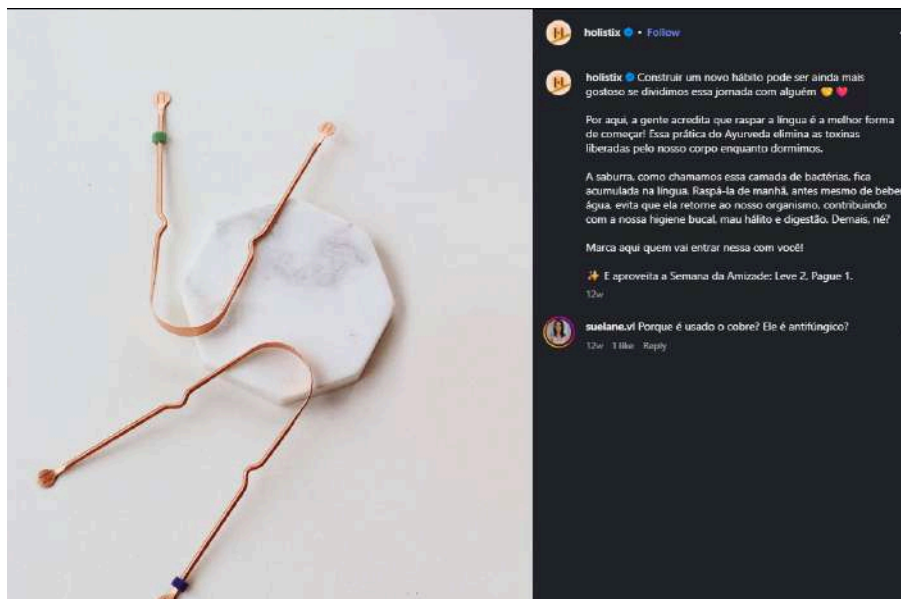 holistix • Follow
holistix Construir um novo hábito pode ser ainda mais
gostoso se dividimos essa jornada com alguém 🤝 ❤️
Por aqui, a gente acredita que raspar a língua é a melhor forma
de começar! Essa prática do Ayurveda elimina as toxinas
liberadas pelo nosso corpo enquanto dormimos.
A saburra, como chamamos essa camada de bactérias, fica
acumulada na língua. Raspá-la de manhã, antes mesmo de beber
água, evita que ela retorne ao nosso organismo, contribuindo
com a nossa higiene bucal, mau hálito e digestão. Demais, né?
Marca aqui quem vai entrar nessa com você!
✨ E aproveita a Semana da Amizade: Leve 2, Pague 1.
12w
suelane.vl Porque é usado o cobre? Ele é antifúngico?
12w 1 like Reply